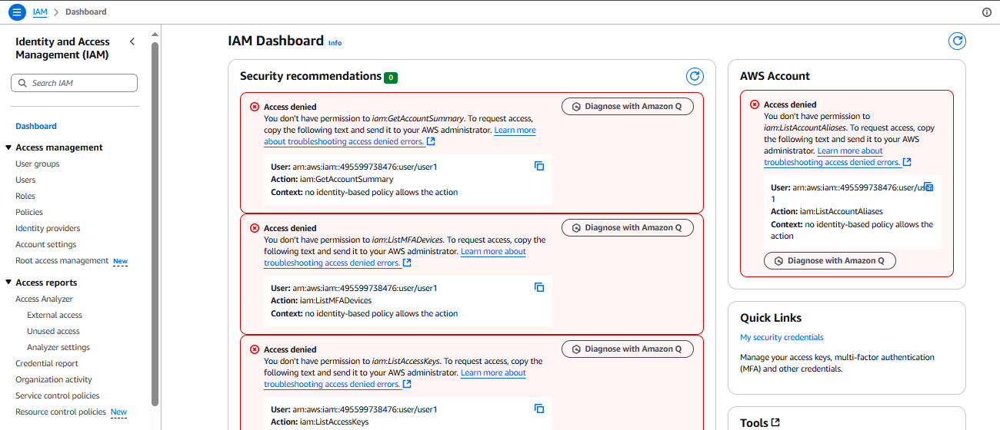 IAM > Dashboard
Identity and Access
Management (IAM)
Search IAM
Dashboard
Access management
User groups
Users
Roles
Policies
Identity providers
Account settings
Root access management New
Access reports
Access Analyzer
External access
Unused access
Analyzer settings
Credential report
Organization activity
Service control policies
Resource control policies New
IAM Dashboard Info
Security recommendations 0
Access denied
Diagnose with Amazon Q
You don't have permission to iam:GetAccountSummary. To request access,
copy the following text and send it to your AWS administrator. Learn more
about troubleshooting access denied errors.
User: arn:aws:iam::495599738476:user/user1
Action: iam:GetAccountSummary
Context: no identity-based policy allows the action
Access denied
Diagnose with Amazon Q
You don't have permission to iam:ListMFADevices. To request access, copy the
following text and send it to your AWS administrator. Learn more about
troubleshooting access denied errors.
User: arn:aws:iam::495599738476:user/user1
Action: iam:ListMFADevices
Context: no identity-based policy allows the action
Access denied
Diagnose with Amazon Q
You don't have permission to iam:ListAccessKeys. To request access, copy the
following text and send it to your AWS administrator. Learn more about
troubleshooting access denied errors.
User: arn:aws:iam::495599738476:user/user1
Action: iam:ListAccessKeys
AWS Account
Access denied
You don't have permission to
iam:ListAccountAliases. To request access, copy
the following text and send it to your AWS
administrator. Learn more about
troubleshooting access denied errors.
User: arn:aws:iam::495599738476:user/use
1
Action: iam:ListAccountAliases
Context: no identity-based policy allows the
action
Diagnose with Amazon Q
Quick Links
My security credentials
Manage your access keys, multi-factor authentication
(MFA) and other credentials.
Tools